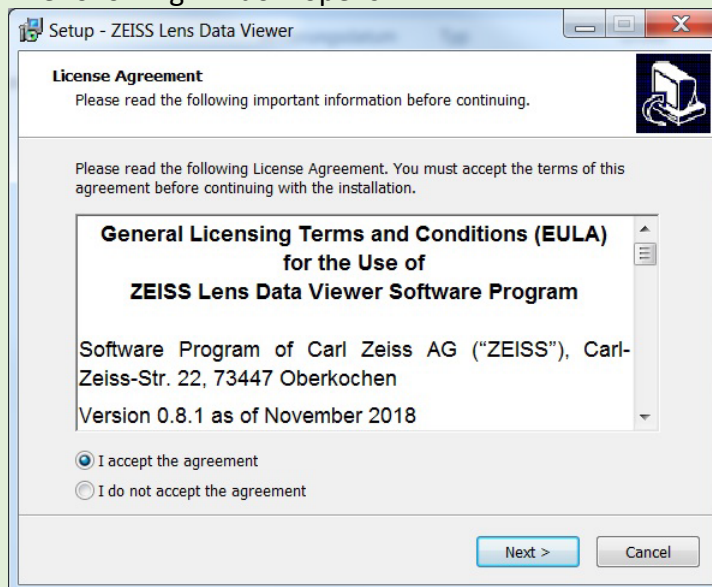 Setup - ZEISS Lens Data Viewer
License Agreement
Please read the following important information before continuing.
Please read the following License Agreement. You must accept the terms of this
agreement before continuing with the installation.
General Licensing Terms and Conditions (EULA)
for the Use of
ZEISS Lens Data Viewer Software Program
Software Program of Carl Zeiss AG (“ZEISS”), Carl-
Zeiss-Str. 22, 73447 Oberkochen
Version 0.8.1 as of November 2018
I accept the agreement
I do not accept the agreement
Next >
Cancel